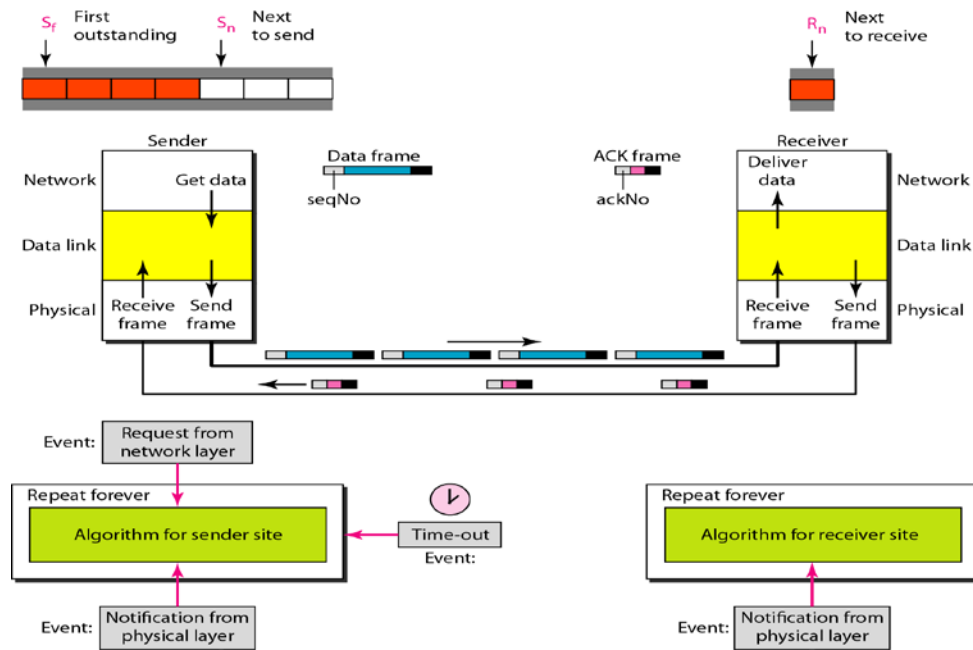 Sf First outstanding
Sn Next to send
Rn Next to receive
Sender
Data frame
seqNo
ACK frame
ackNo
Receiver
Network
Get data
Deliver data
Network
Data link
Data link
Physical
Receive frame
Send frame
Receive frame
Send frame
Physical
Event:
Request from network layer
Repeat forever
Algorithm for sender site
Time-out
Event:
Event:
Notification from physical layer
Repeat forever
Algorithm for receiver site
Event:
Notification from physical layer